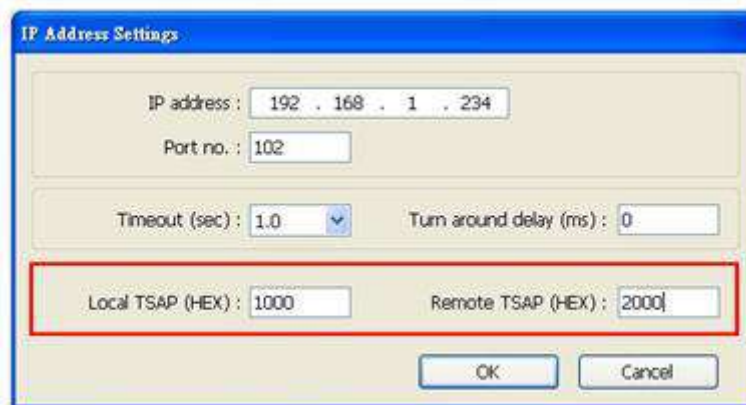 IP Address Settings
IP address : 192 . 168 . 1 . 234
Port no. : 102
Timeout (sec) : 1.0 Turn around delay (ms) : 0
Local TSAP (HEX) : 1000 Remote TSAP (HEX) : 2000
OK Cancel